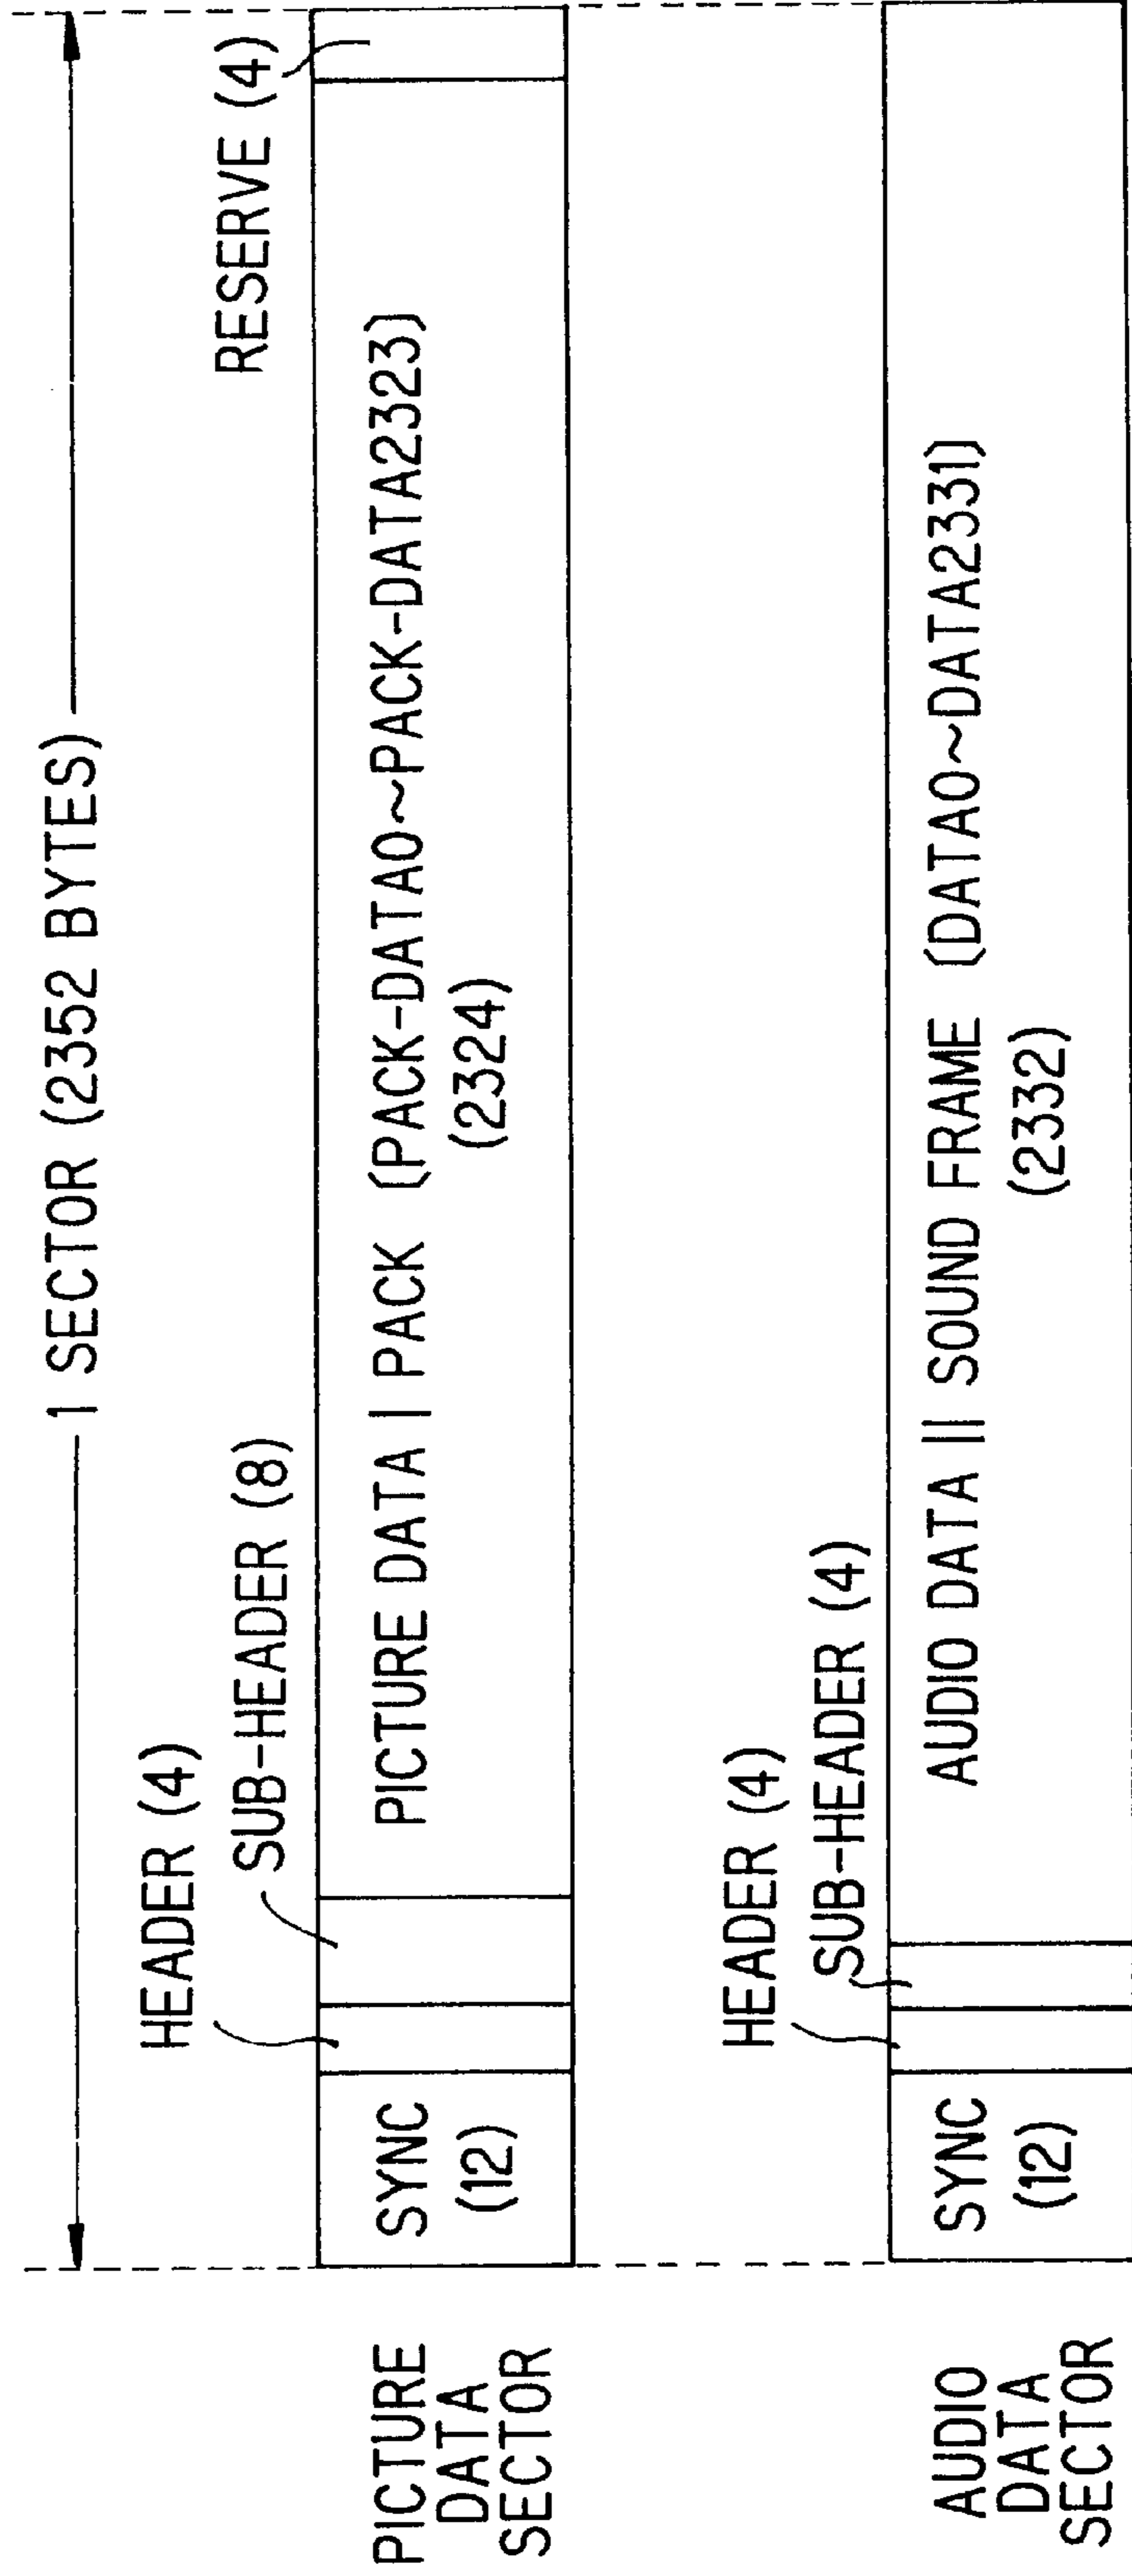 1 SECTOR (2352 BYTES)
HEADER (4)
SUB-HEADER (8)
RESERVE (4)
PICTURE
DATA
SECTOR
SYNC
(12)
PICTURE DATA | PACK (PACK-DATA0~PACK-DATA2323)
(2324)
HEADER (4)
SUB-HEADER (4)
AUDIO
DATA
SECTOR
SYNC
(12)
AUDIO DATA || SOUND FRAME (DATA0~DATA2331)
(2332)